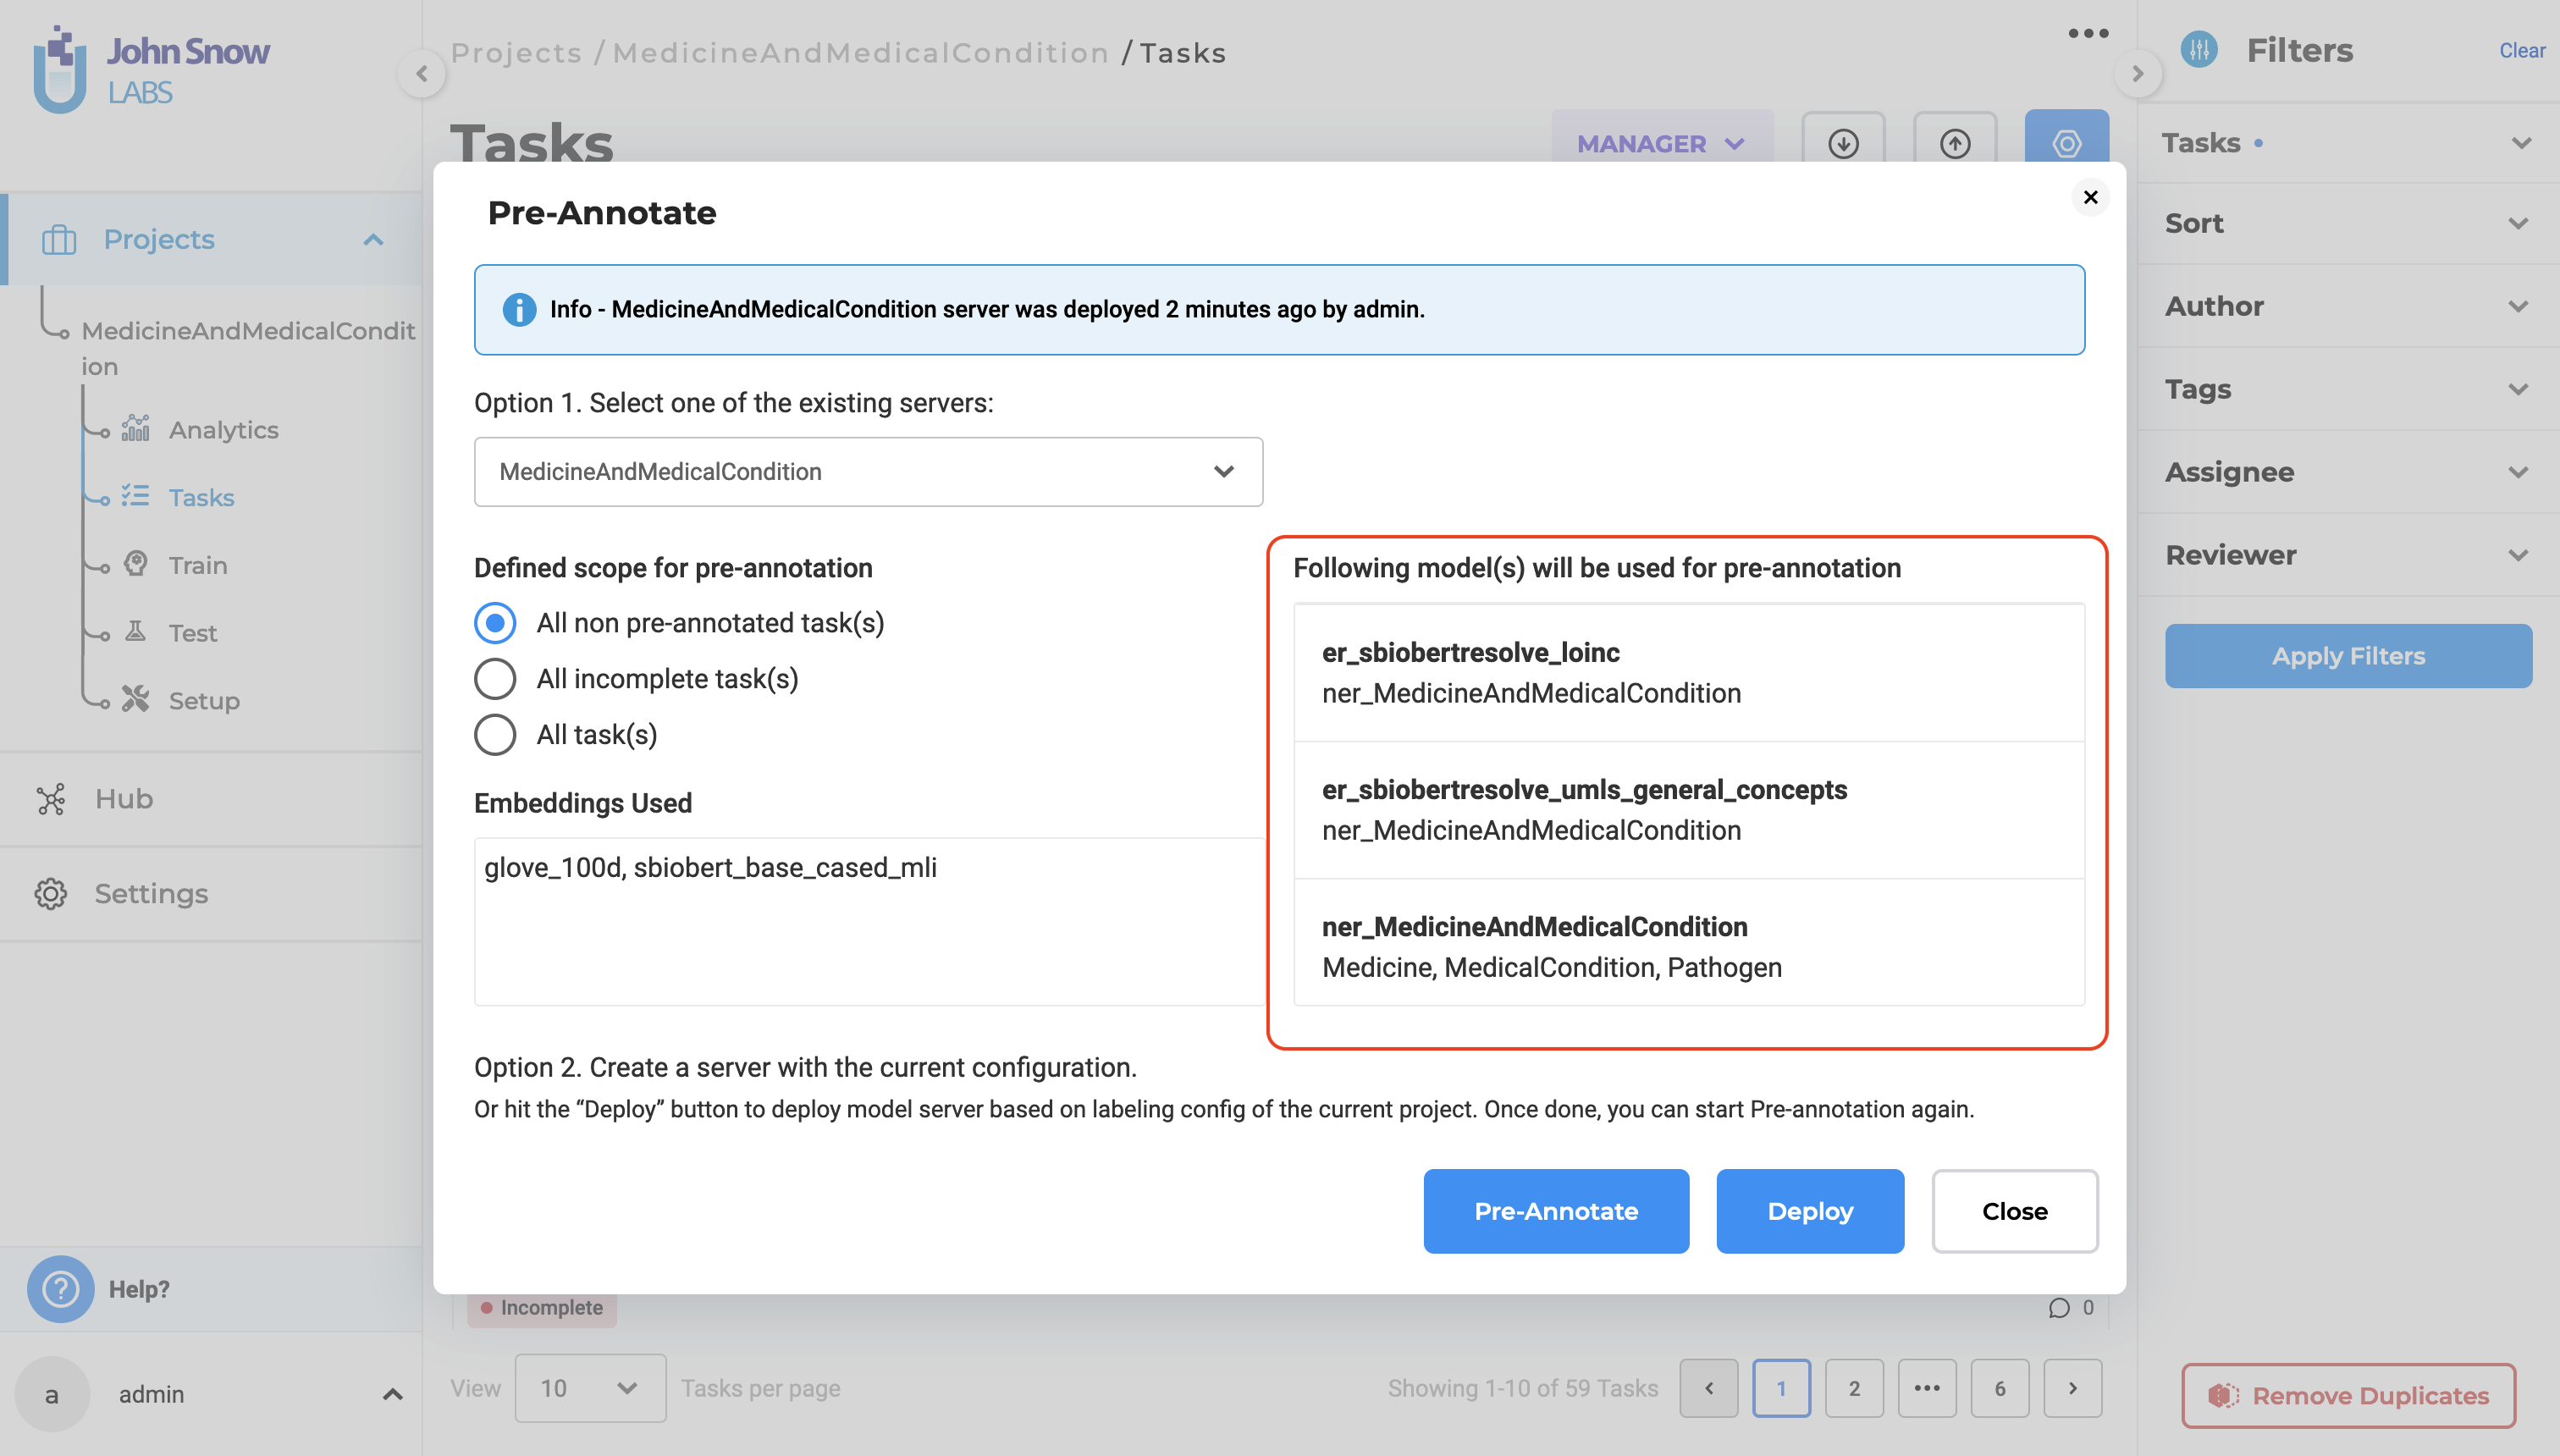 John Snow
LABS
Projects
MedicineAndMedicalCondit
ion
Analytics
Tasks
Train
Test
Setup
Hub
Settings
Help?
a
admin
Projects / MedicineAndMedicalCondition / Tasks
Tasks
MANAGER
Pre-Annotate
Info - MedicineAndMedicalCondition server was deployed 2 minutes ago by admin.
Option 1. Select one of the existing servers:
MedicineAndMedicalCondition
Defined scope for pre-annotation
All non pre-annotated task(s)
All incomplete task(s)
All task(s)
Embeddings Used
glove_100d, sbiobert_base_cased_mli
Following model(s) will be used for pre-annotation
er_sbiobertresolve_loinc
ner_MedicineAndMedicalCondition
er_sbiobertresolve_umls_general_concepts
ner_MedicineAndMedicalCondition
ner_MedicineAndMedicalCondition
Medicine, MedicalCondition, Pathogen
Option 2. Create a server with the current configuration.
Or hit the “Deploy” button to deploy model server based on labeling config of the current project. Once done, you can start Pre-annotation again.
Pre-Annotate
Deploy
Close
Incomplete
0
View
10
Tasks per page
Showing 1-10 of 59 Tasks
1
2
•••
6
Filters
Clear
Tasks
Sort
Author
Tags
Assignee
Reviewer
Apply Filters
Remove Duplicates